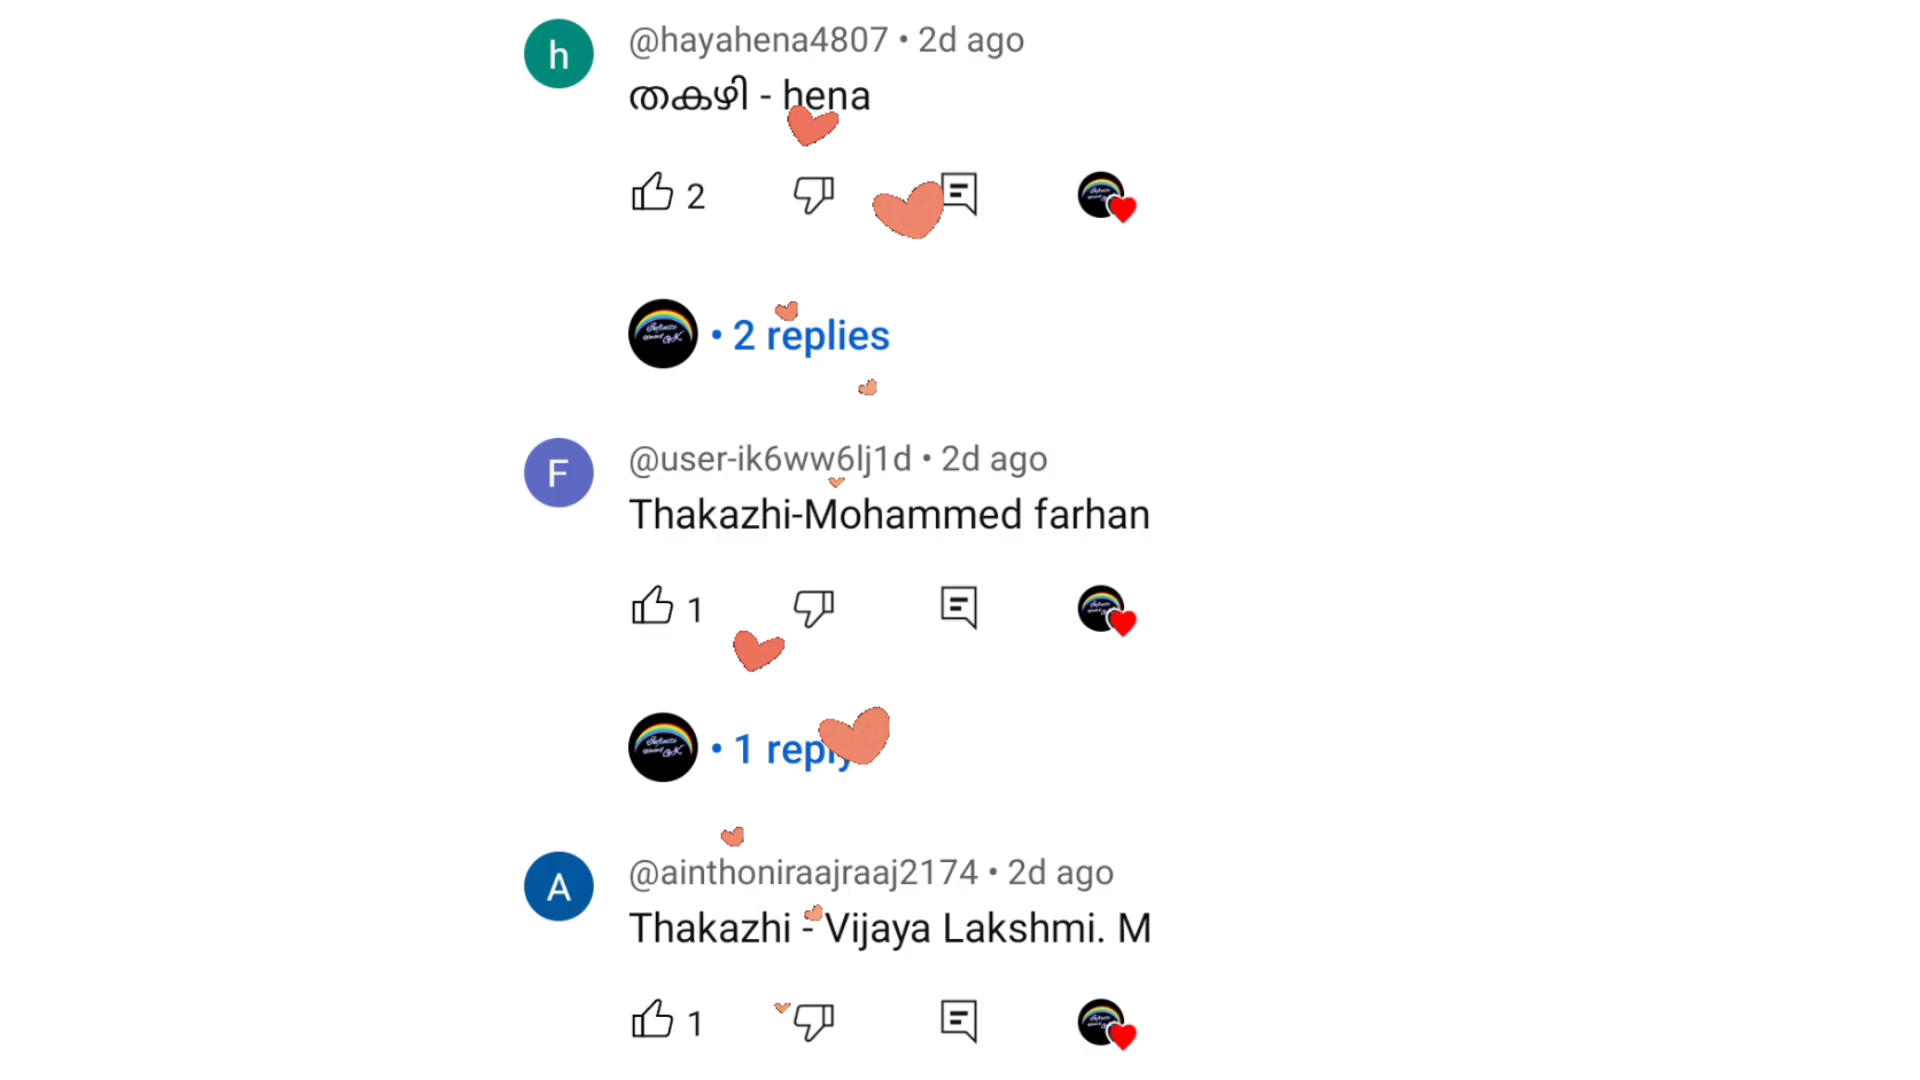 h
@hayahena4807 • 2d ago
തകഴി - hena
2
• 2 replies
F
@user-ik6ww6lj1d • 2d ago
Thakazhi-Mohammed farhan
1
• 1 reply
A
@ainthoniraajraaj2174 • 2d ago
Thakazhi - Vijaya Lakshmi. M
1